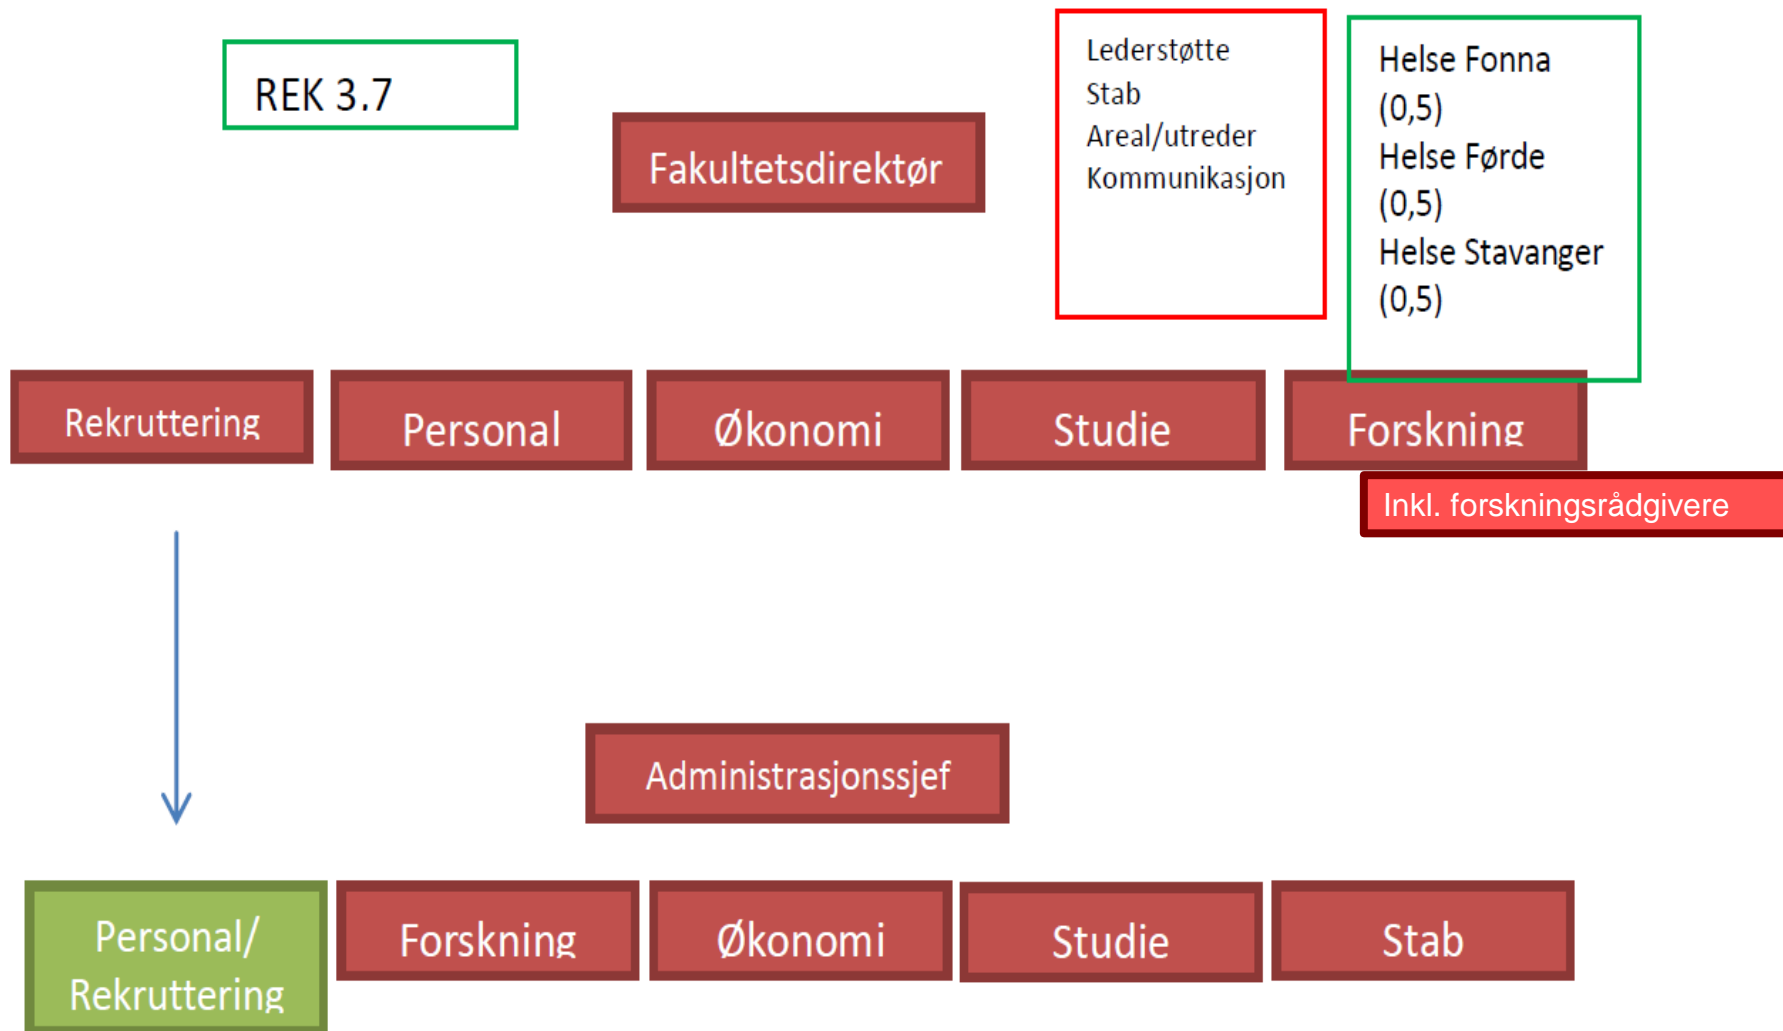 REK 3.7
Fakultetsdirektør
Lederstøtte
Stab
Areal/utreder
Kommunikasjon
Helse Fonna
(0,5)
Helse Førde
(0,5)
Helse Stavanger
(0,5)
Rekruttering
Personal
Økonomi
Studie
Forskning
Inkl. forskningsrådgivere
Administrasjonssjef
Personal/
Rekruttering
Forskning
Økonomi
Studie
Stab